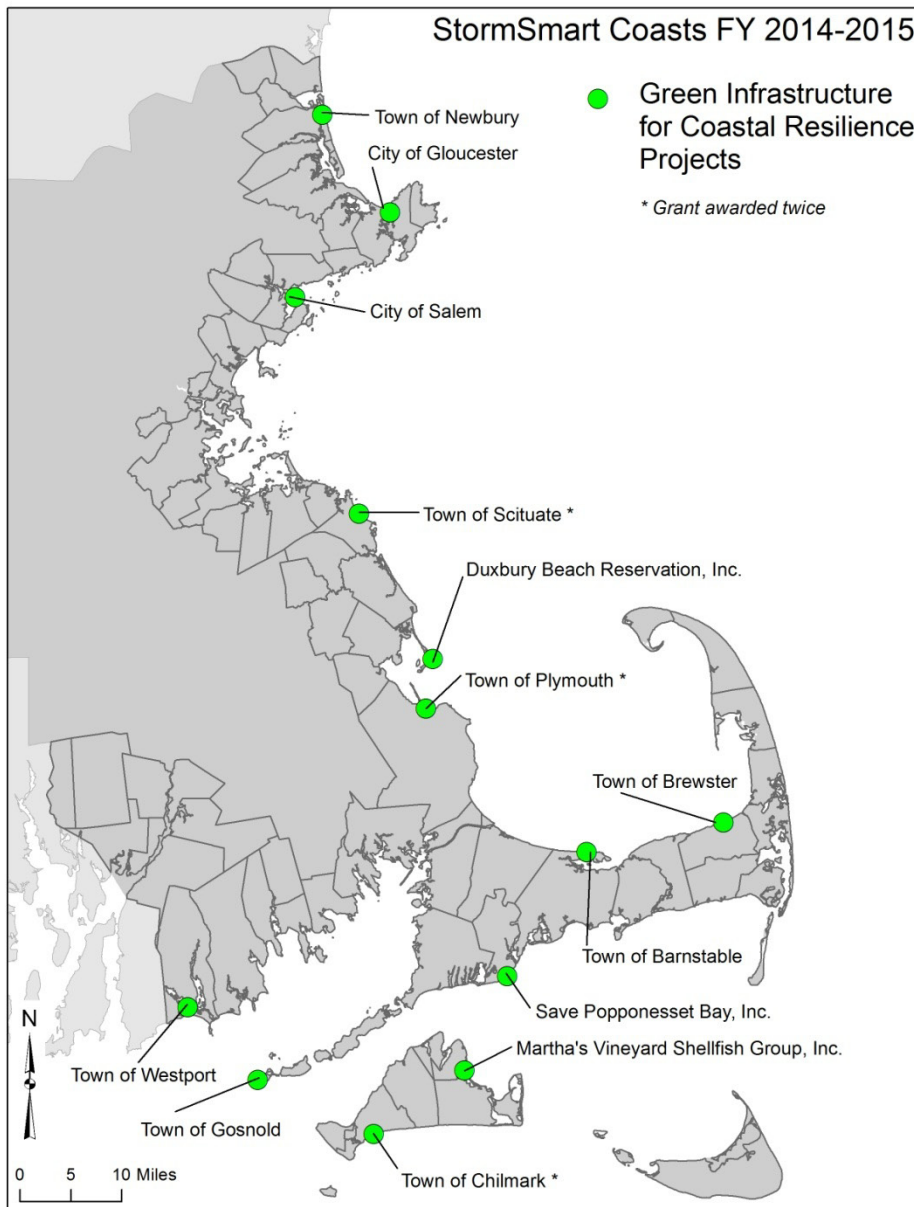 StormSmart Coasts FY 2014-2015
Green Infrastructure
for Coastal Resilience
Projects
* Grant awarded twice
Town of Newbury
City of Gloucester
City of Salem
Town of Scituate *
Duxbury Beach Reservation, Inc.
Town of Plymouth *
Town of Brewster
Town of Barnstable
Save Popponesset Bay, Inc.
Martha's Vineyard Shellfish Group, Inc.
Town of Westport
Town of Gosnold
Town of Chilmark *
N
0 5 10 Miles